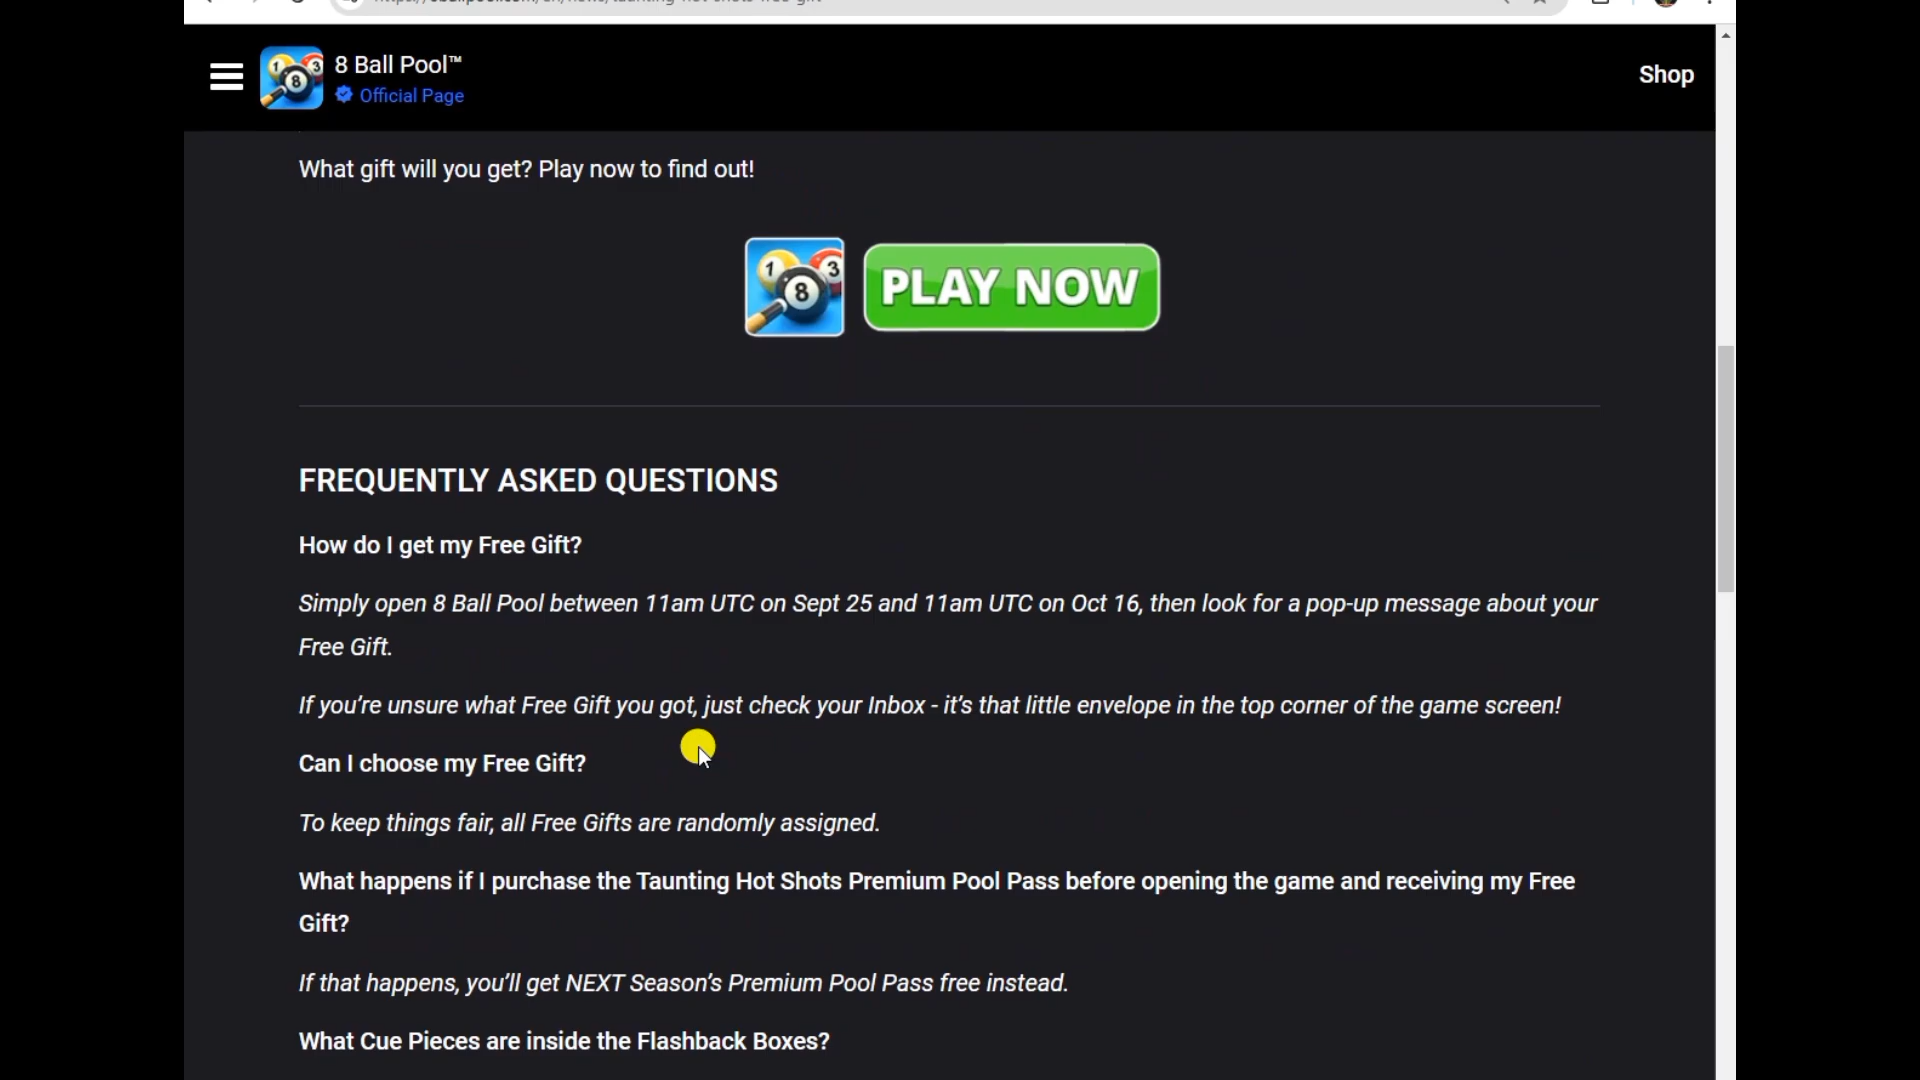 8 Ball Pool™
Official Page
Shop
What gift will you get? Play now to find out!
PLAY NOW
FREQUENTLY ASKED QUESTIONS
How do I get my Free Gift?
Simply open 8 Ball Pool between 11am UTC on Sept 25 and 11am UTC on Oct 16, then look for a pop-up message about your
Free Gift.
If you’re unsure what Free Gift you got, just check your Inbox - it’s that little envelope in the top corner of the game screen!
Can I choose my Free Gift?
To keep things fair, all Free Gifts are randomly assigned.
What happens if I purchase the Taunting Hot Shots Premium Pool Pass before opening the game and receiving my Free
Gift?
If that happens, you’ll get NEXT Season’s Premium Pool Pass free instead.
What Cue Pieces are inside the Flashback Boxes?